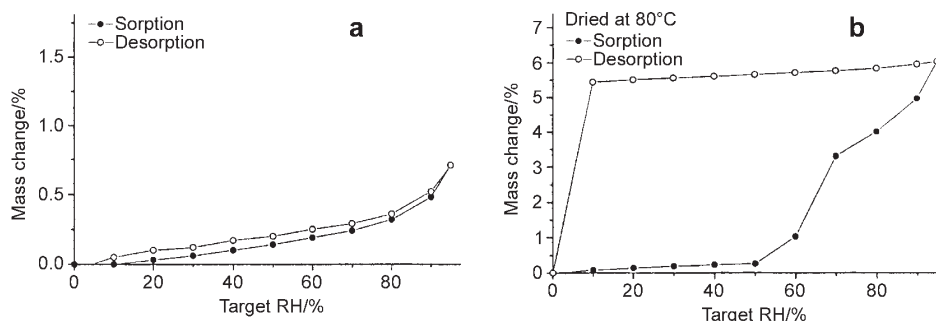 a
Sorption
Desorption
1.5
1.0
0.5
0.0
Mass change/%
0
20
40
60
80
Target RH/%
b
Dried at 80°C
Sorption
Desorption
7
6
5
4
3
2
1
0
Mass change/%
0
20
40
60
80
Target RH/%